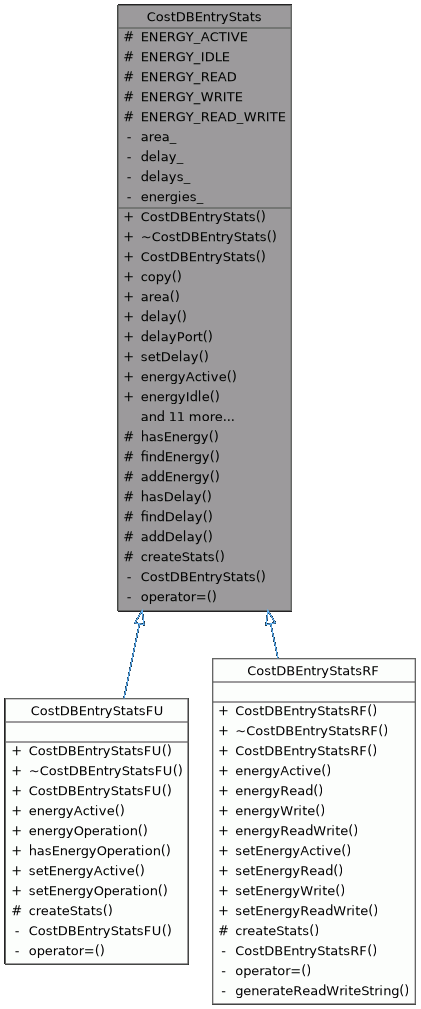 CostDBEntryStats
# ENERGY_ACTIVE
# ENERGY_IDLE
# ENERGY_READ
# ENERGY_WRITE
# ENERGY_READ_WRITE
- area_
- delay_
- delays_
- energies_
+ CostDBEntryStats()
+ ~CostDBEntryStats()
+ CostDBEntryStats()
+ copy()
+ area()
+ delay()
+ delayPort()
+ setDelay()
+ energyActive()
+ energyIdle()
and 11 more...
# hasEnergy()
# findEnergy()
# addEnergy()
# hasDelay()
# findDelay()
# addDelay()
# createStats()
- CostDBEntryStats()
- operator=()
CostDBEntryStatsFU
+ CostDBEntryStatsFU()
+ ~CostDBEntryStatsFU()
+ CostDBEntryStatsFU()
+ energyActive()
+ energyOperation()
+ hasEnergyOperation()
+ setEnergyActive()
+ setEnergyOperation()
# createStats()
- CostDBEntryStatsFU()
- operator=()
CostDBEntryStatsRF
+ CostDBEntryStatsRF()
+ ~CostDBEntryStatsRF()
+ CostDBEntryStatsRF()
+ energyActive()
+ energyRead()
+ energyWrite()
+ energyReadWrite()
+ setEnergyActive()
+ setEnergyRead()
+ setEnergyWrite()
+ setEnergyReadWrite()
# createStats()
- CostDBEntryStatsRF()
- operator=()
- generateReadWriteString()